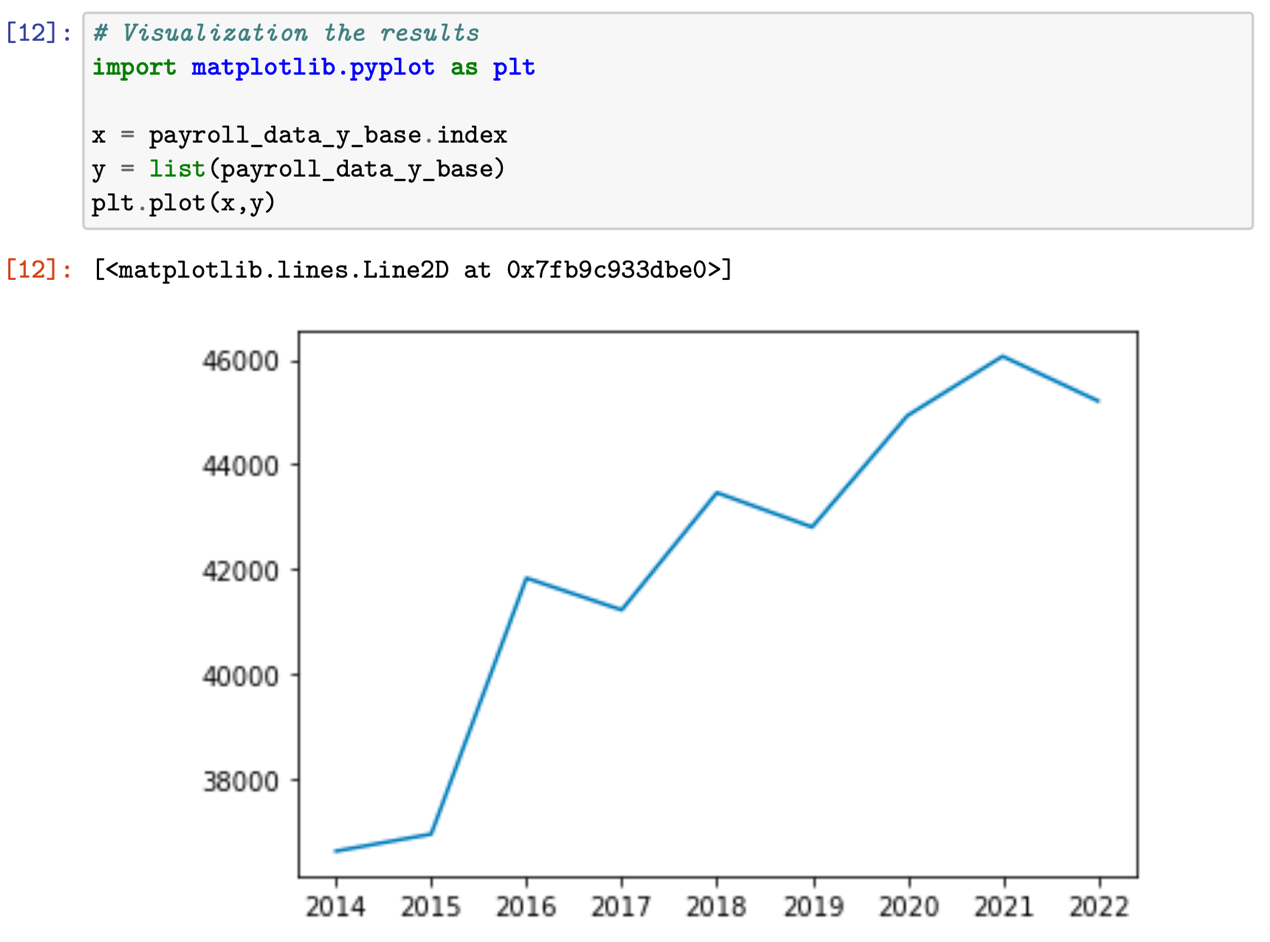 [12]: # Visualization the results
import matplotlib.pyplot as plt
x = payroll_data_y_base.index
y = list(payroll_data_y_base)
plt.plot(x,y)
[12]: [<matplotlib.lines.Line2D at 0x7fb9c933dbe0>]
46000
44000
42000
40000
38000
2014 2015 2016 2017 2018 2019 2020 2021 2022